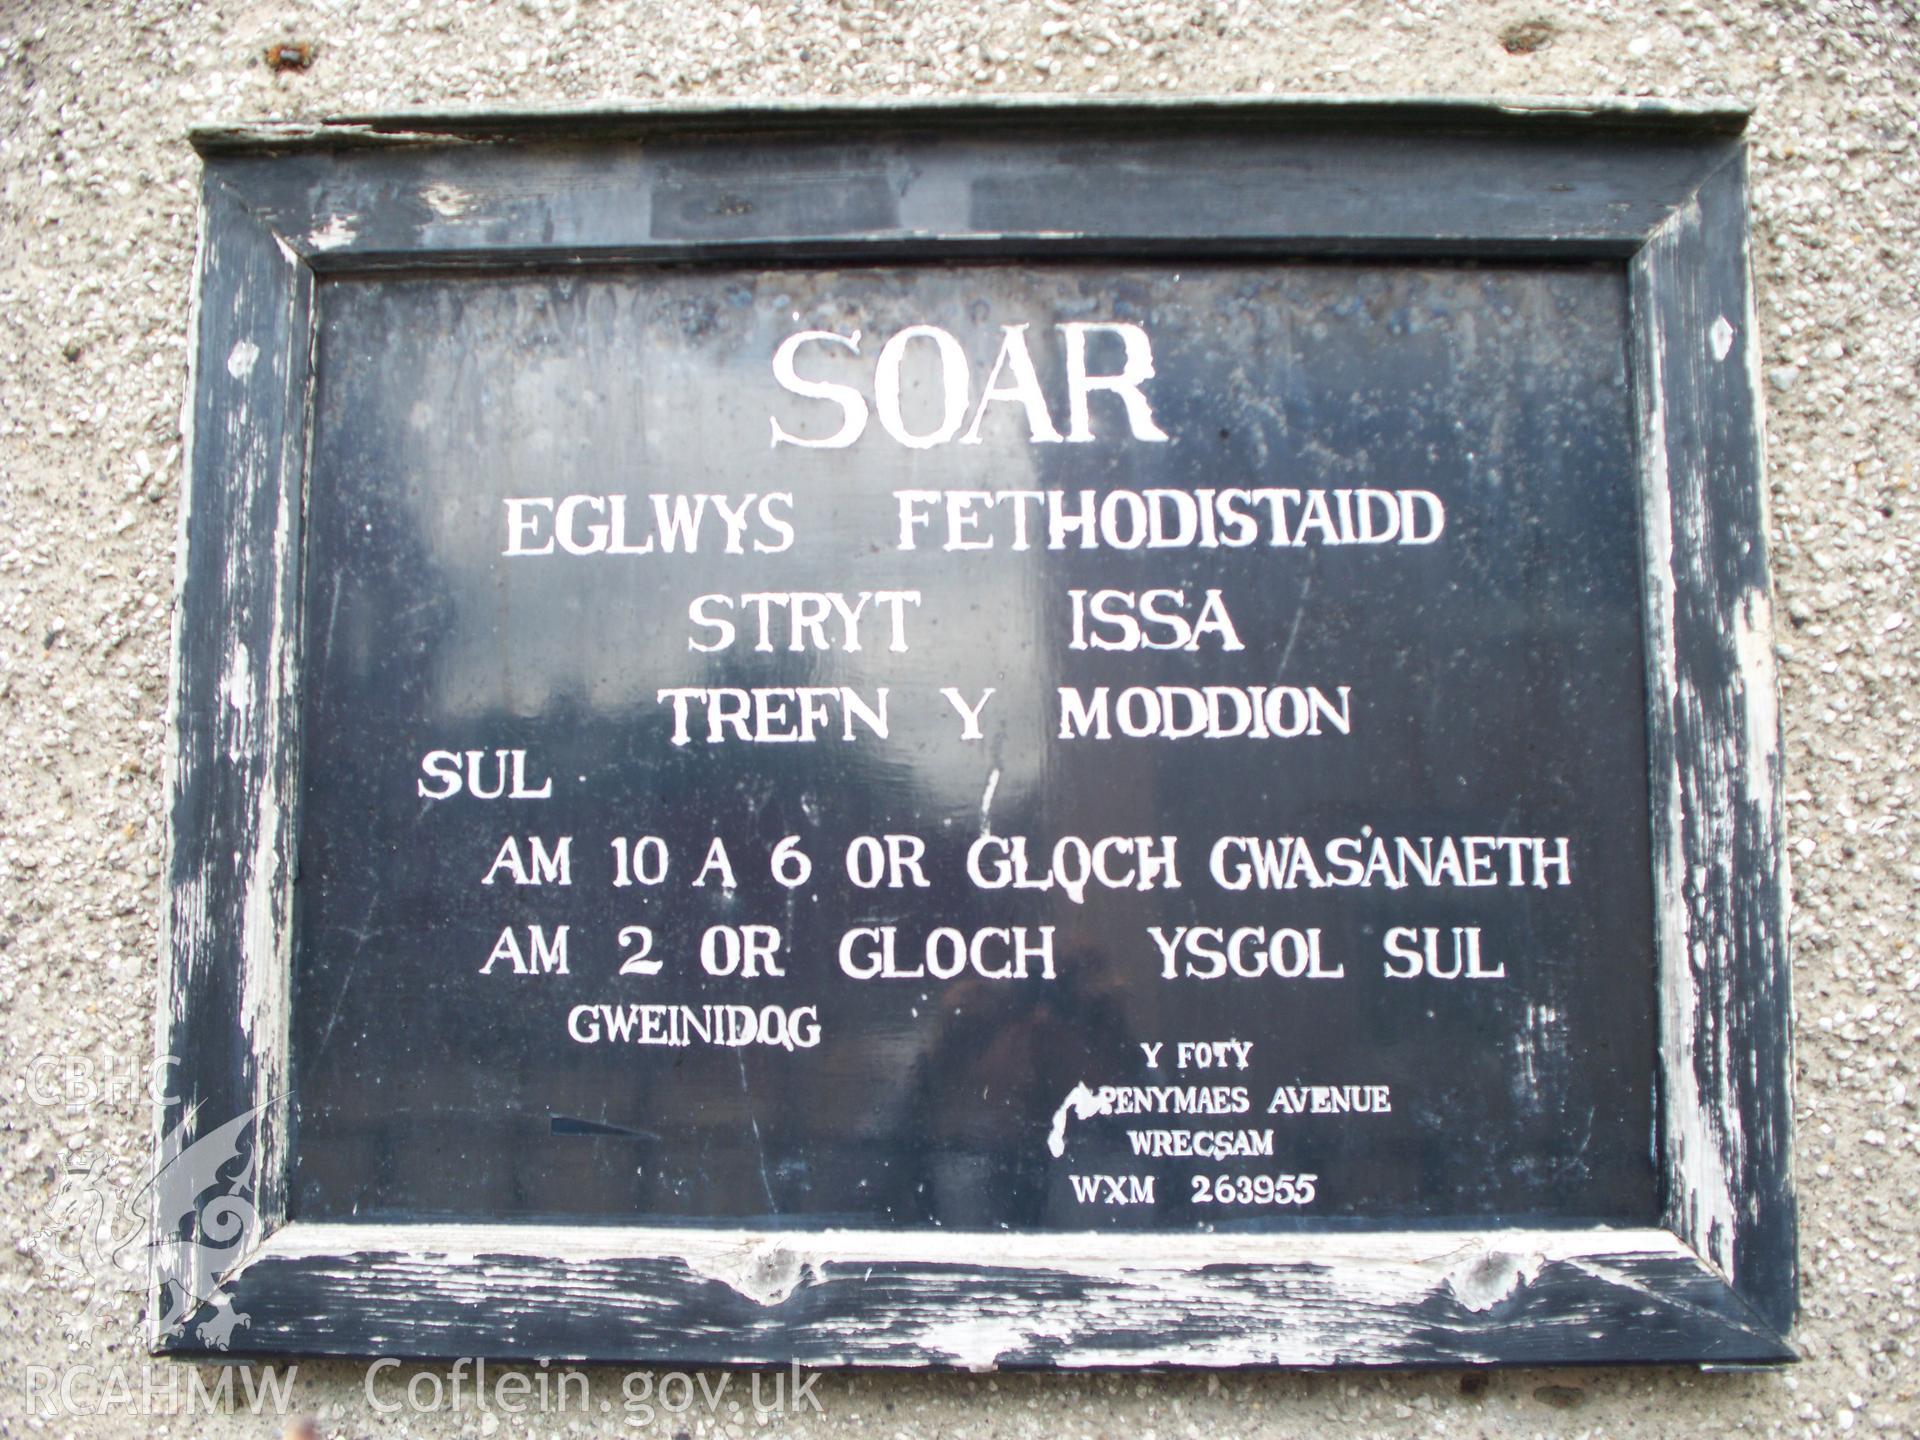 SOAR
EGLWYS FETHODISTAIDD
STRYT ISSA
TREFN Y MODDION
SUL
AM 10 A 6 OR GLOCH GWASANAETH
AM 2 OR GLOCH YSGOL SUL
GWEINIDOG
Y FOTY
PENYMAES AVENUE
WRECSAM
WXM 263955
CBHC
RCAHMW Coflein.gov.uk